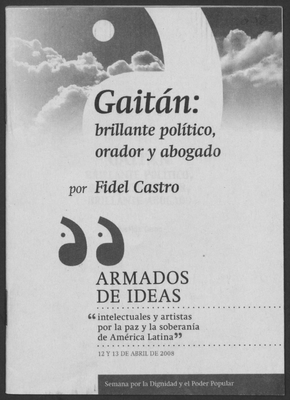 Gaitán:
brillante político,
orador y abogado
por Fidel Castro
ARMADOS
DE IDEAS
“intelectuales y artistas
por la paz y la soberanía
de América Latina”
12 Y 13 DE ABRIL DE 2008
Semana por la Dignidad y el Poder Popular